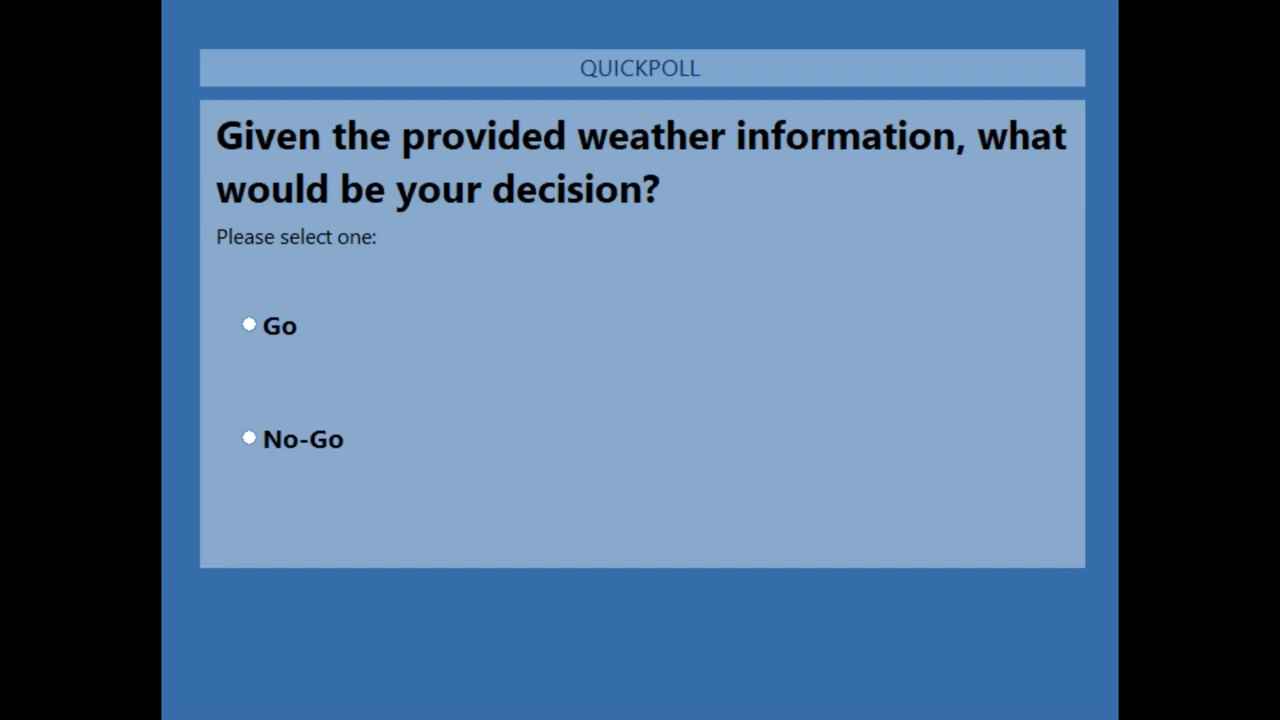 QUICKPOLL
Given the provided weather information, what
would be your decision?
Please select one:
Go
No-Go